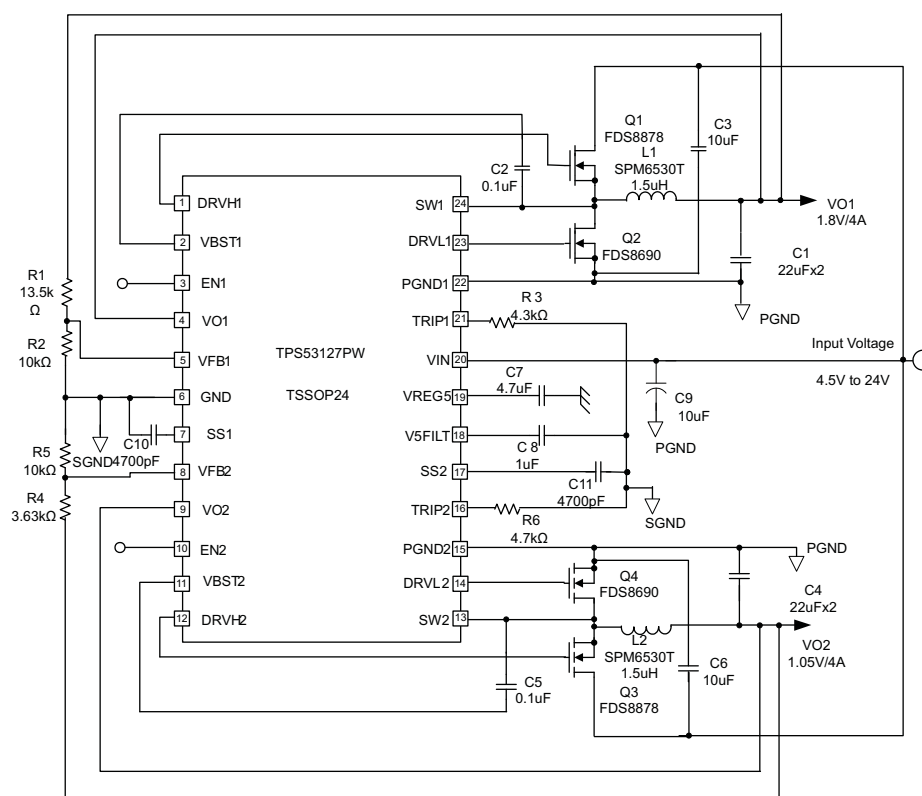 Q1
FDS8878
L1
SPM6530T
1.5uH
C3
10uF
C2
0.1uF
1
DRVH1
SW1
24
VO1
1.8V/4A
2
VBST1
DRVL1
23
Q2
FDS8690
C1
22uFx2
R1
13.5k
Ω
3
EN1
PGND1
22
PGND
4
VO1
TRIP1
21
R 3
4.3kΩ
R2
10kΩ
5
VFB1
TPS53127PW
VIN
20
Input Voltage
4.5V to 24V
6
GND
TSSOP24
VREG5
19
C7
4.7uF
C9
10uF
PGND
7
SS1
V5FILT
18
C 8
1uF
SGND
C10
4700pF
R5
10kΩ
8
VFB2
SS2
17
C11
4700pF
R4
3.63kΩ
9
VO2
TRIP2
16
R6
4.7kΩ
SGND
10
EN2
PGND2
15
PGND
11
VBST2
DRVL2
14
Q4
FDS8690
C4
22uFx2
12
DRVH2
SW2
13
L2
SPM6530T
1.5uH
VO2
1.05V/4A
C6
10uF
C5
0.1uF
Q3
FDS8878